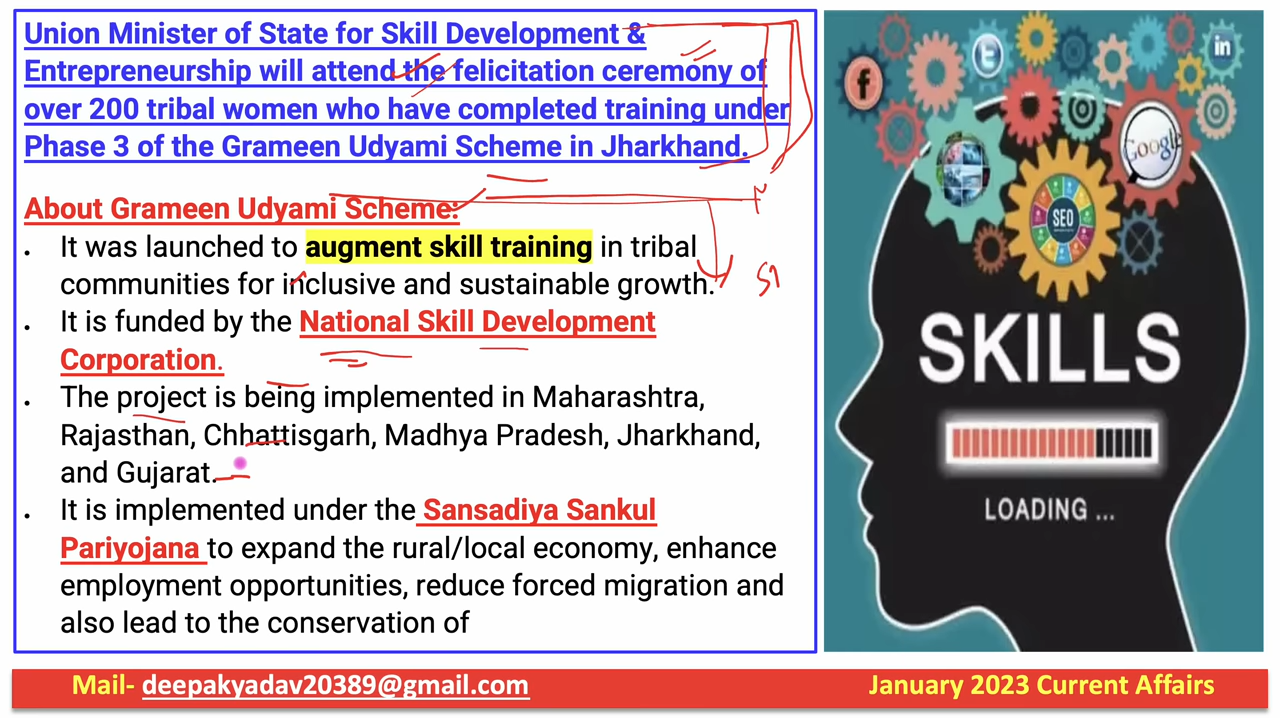 Union Minister of State for Skill Development &
Entrepreneurship will attend the felicitation ceremony of
over 200 tribal women who have completed training under
Phase 3 of the Grameen Udyami Scheme in Jharkhand.
About Grameen Udyami Scheme:
• It was launched to augment skill training in tribal
communities for inclusive and sustainable growth.
• It is funded by the National Skill Development
Corporation.
• The project is being implemented in Maharashtra,
Rajasthan, Chhattisgarh, Madhya Pradesh, Jharkhand,
and Gujarat.
• It is implemented under the Sansadiya Sankul
Pariyojana to expand the rural/local economy, enhance
employment opportunities, reduce forced migration and
also lead to the conservation of
f
t
in
Google
SEO
SKILLS
LOADING ...
Mail- deepakyadav20389@gmail.com
January 2023 Current Affairs